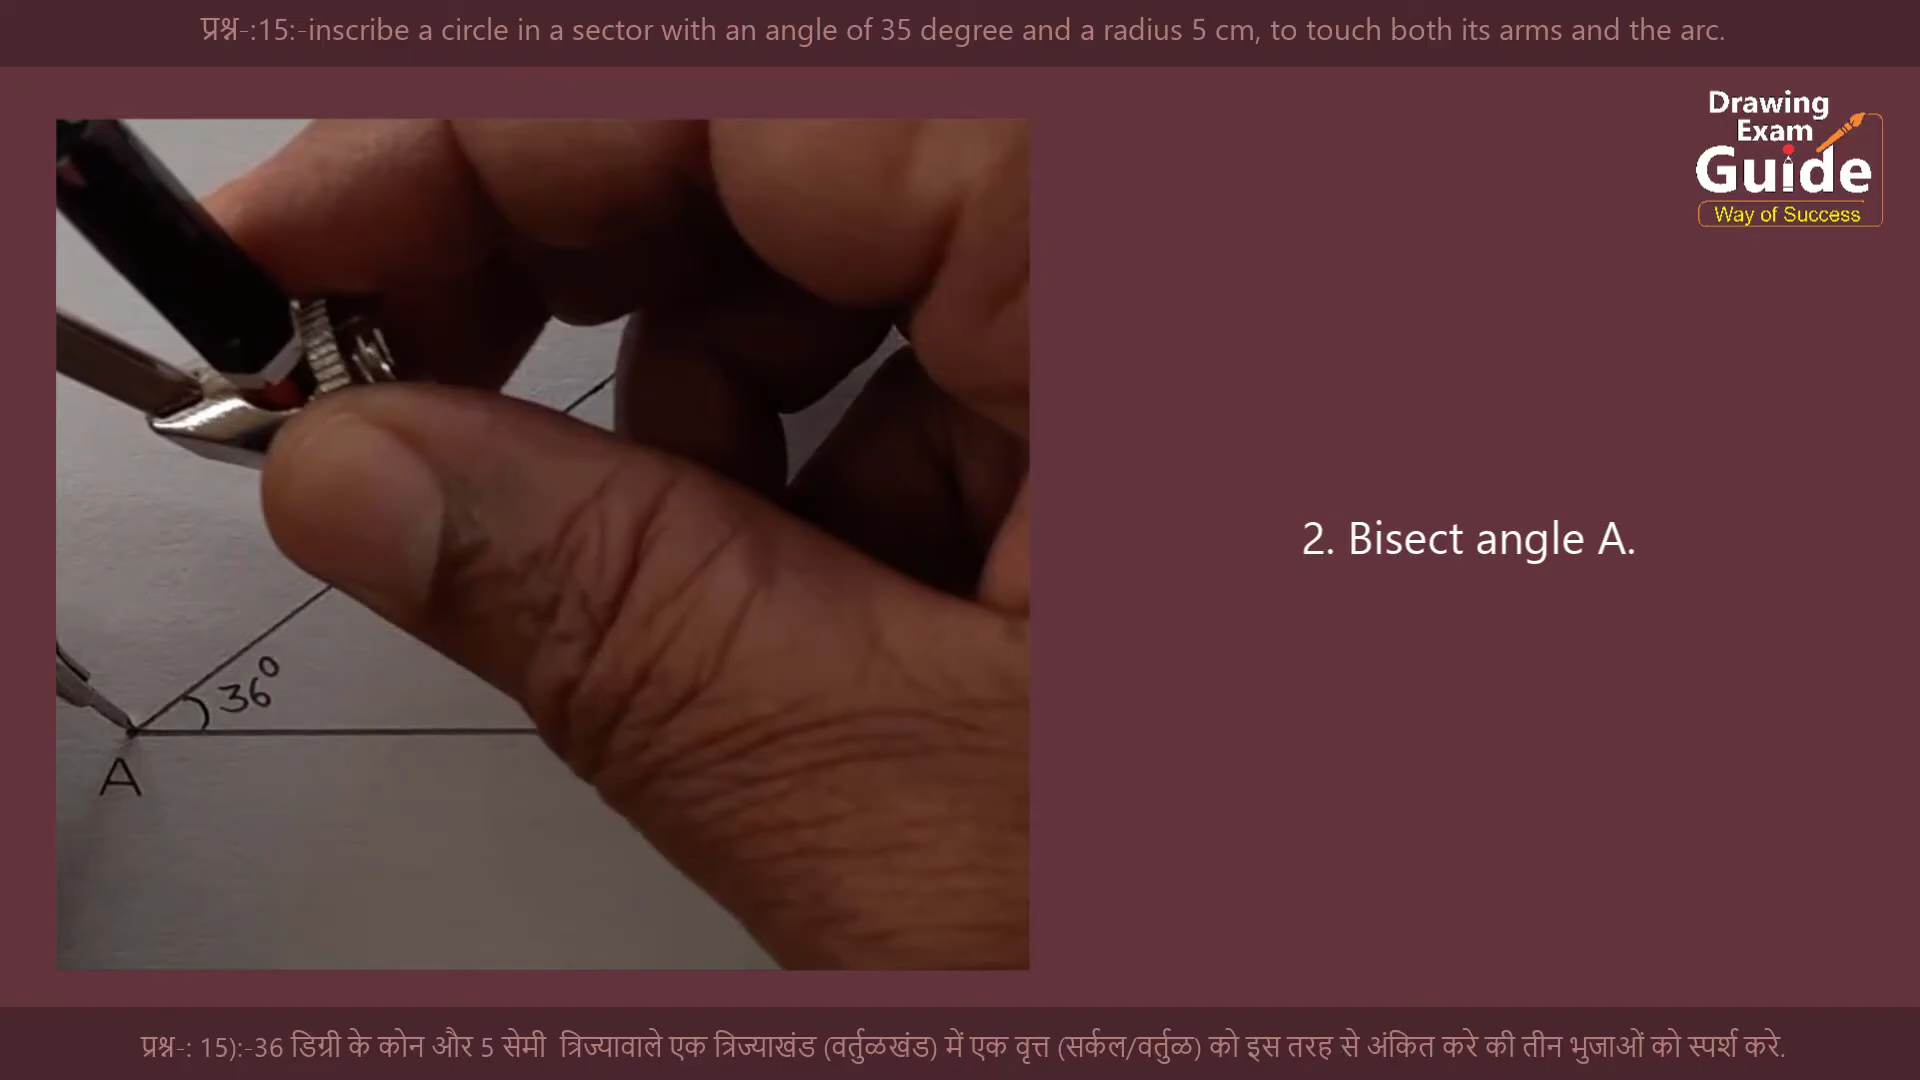 प्रश्न-:15:-inscribe a circle in a sector with an angle of 35 degree and a radius 5 cm, to touch both its arms and the arc.
Drawing
Exam
Guide
Way of Success
2. Bisect angle A.
36⁰
A
प्रश्न-: 15):-36 डिग्री के कोन और 5 सेमी त्रिज्यावाले एक त्रिज्याखंड (वर्तुळखंड) में एक वृत्त (सर्कल/वर्तुळ) को इस तरह से अंकित करे की तीन भुजाओं को स्पर्श करे.